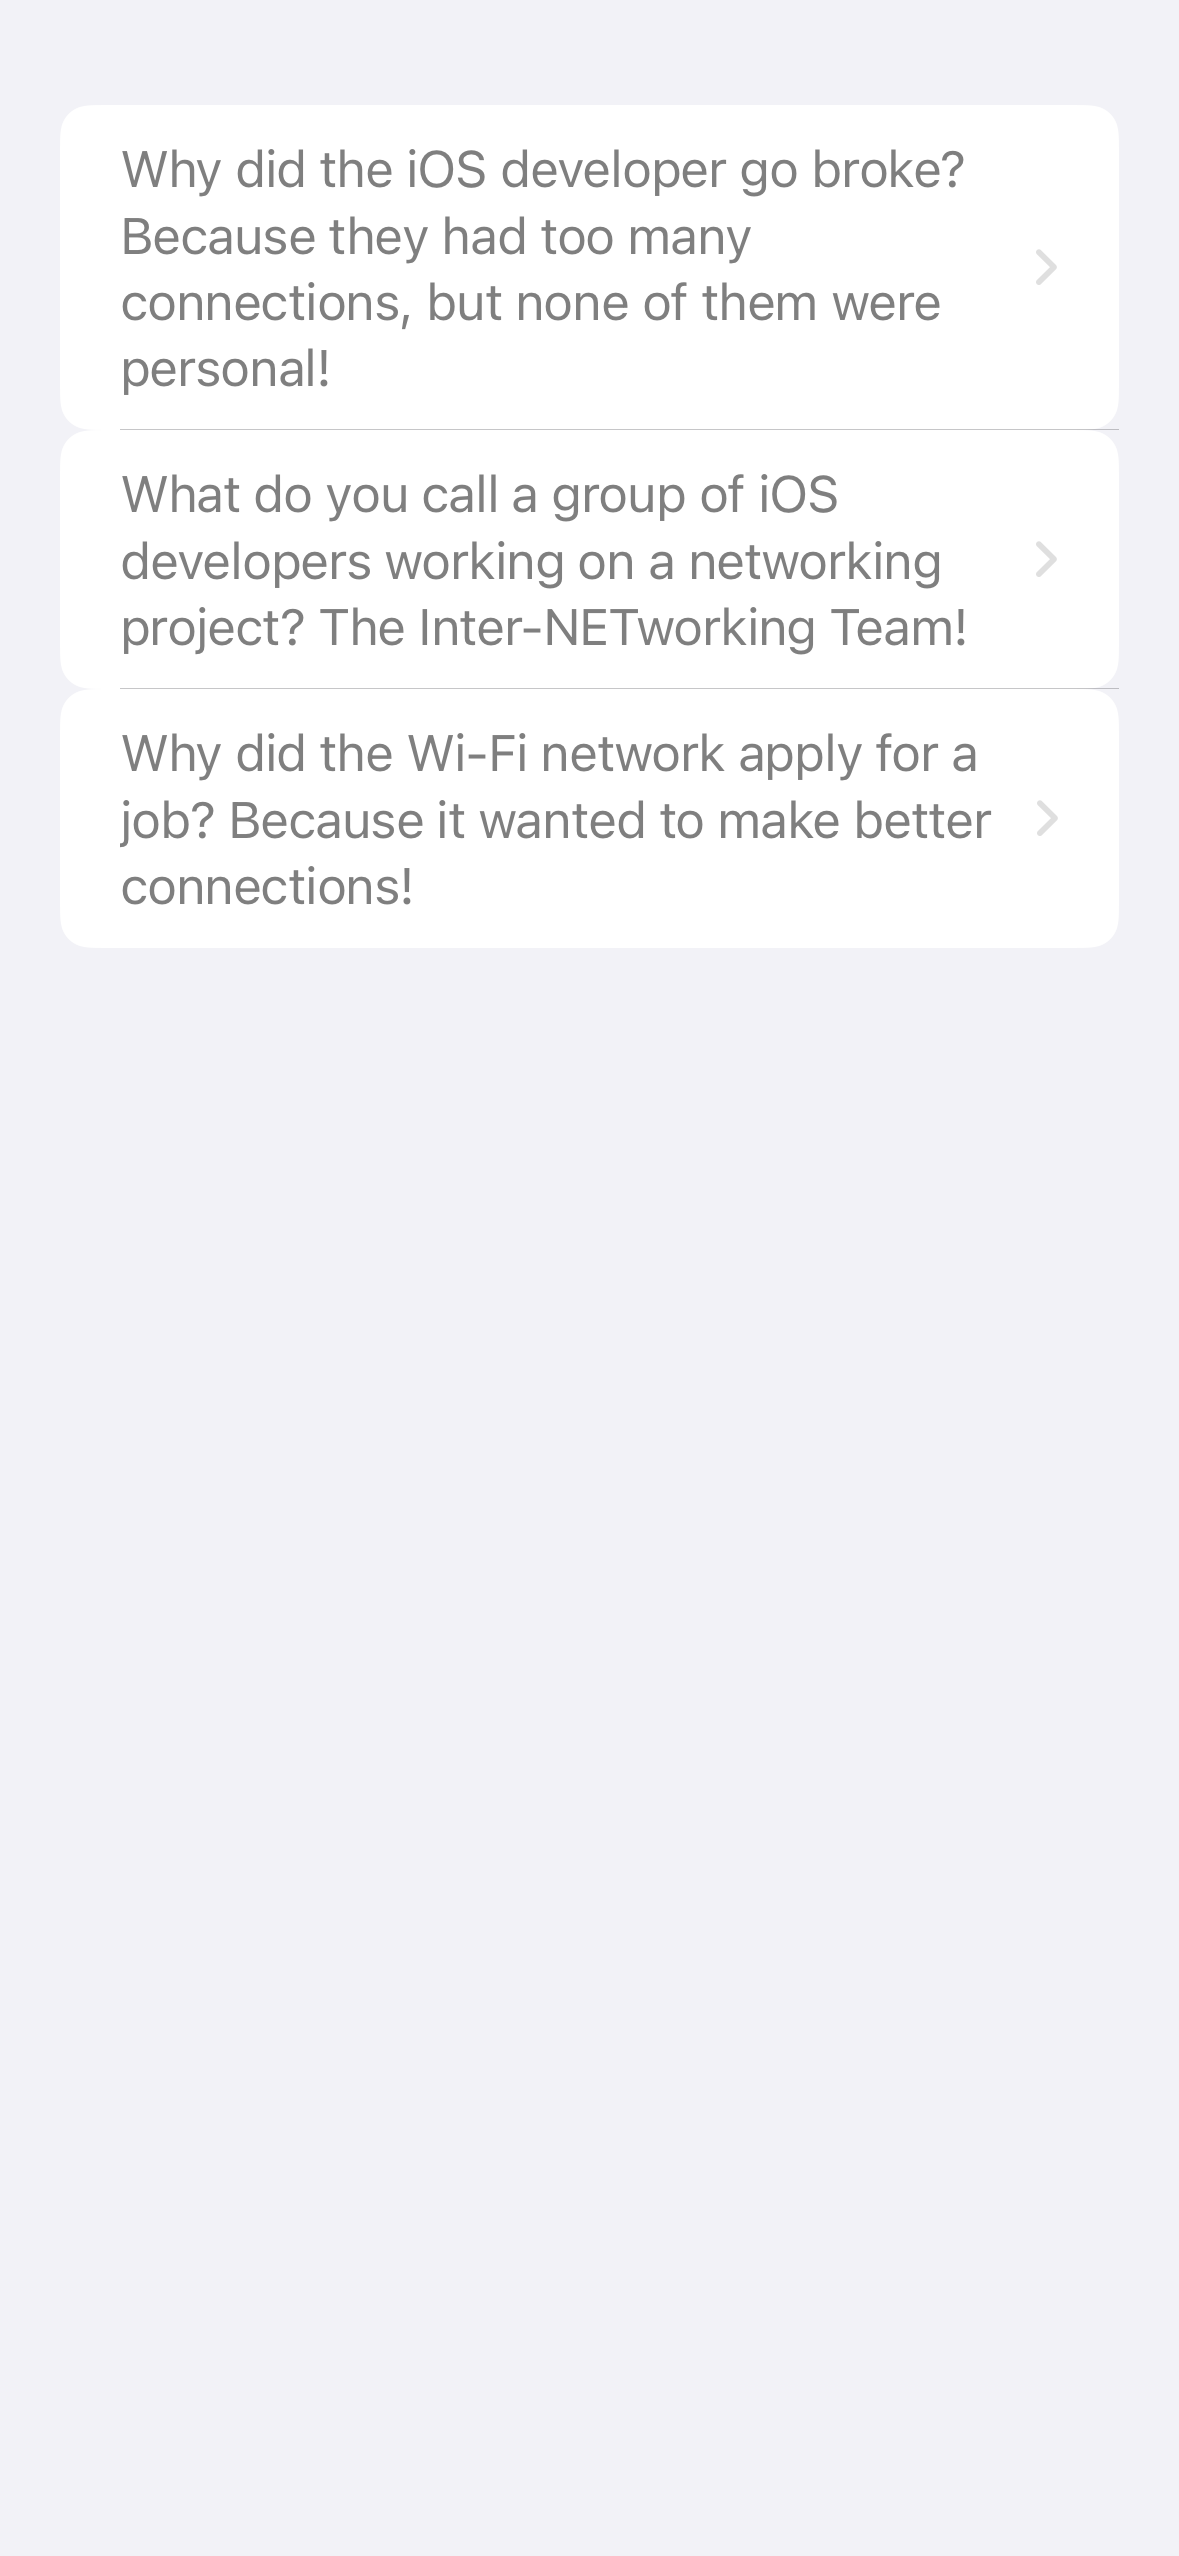 Why did the iOS developer go broke?
Because they had too many
connections, but none of them were
personal!
What do you call a group of iOS
developers working on a networking
project? The Inter-NETworking Team!
Why did the Wi-Fi network apply for a
job? Because it wanted to make better
connections!